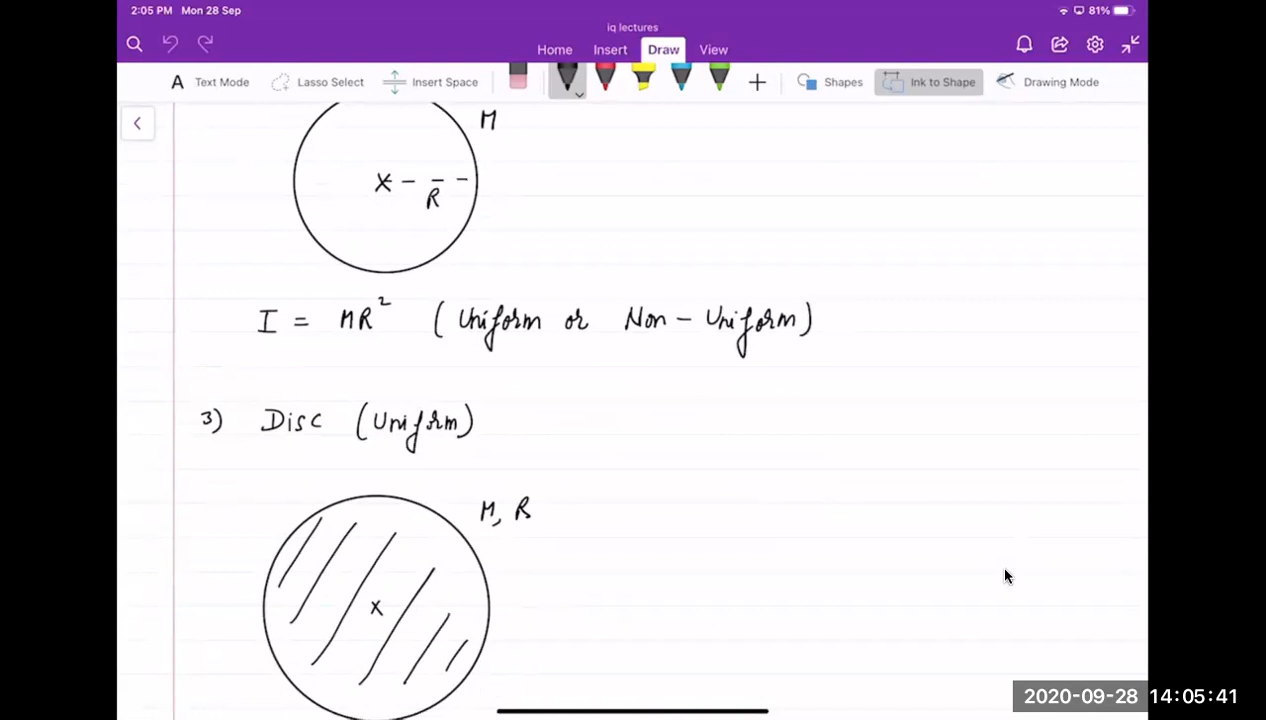 2:05 PM Mon 28 Sep
81%
iq lectures
Home Insert Draw View
A Text Mode Lasso Select Insert Space Shapes Ink to Shape Drawing Mode
M
R
I = MR² (Uniform or Non-Uniform)
3) Disc (Uniform)
M, R
2020-09-28 14:05:41